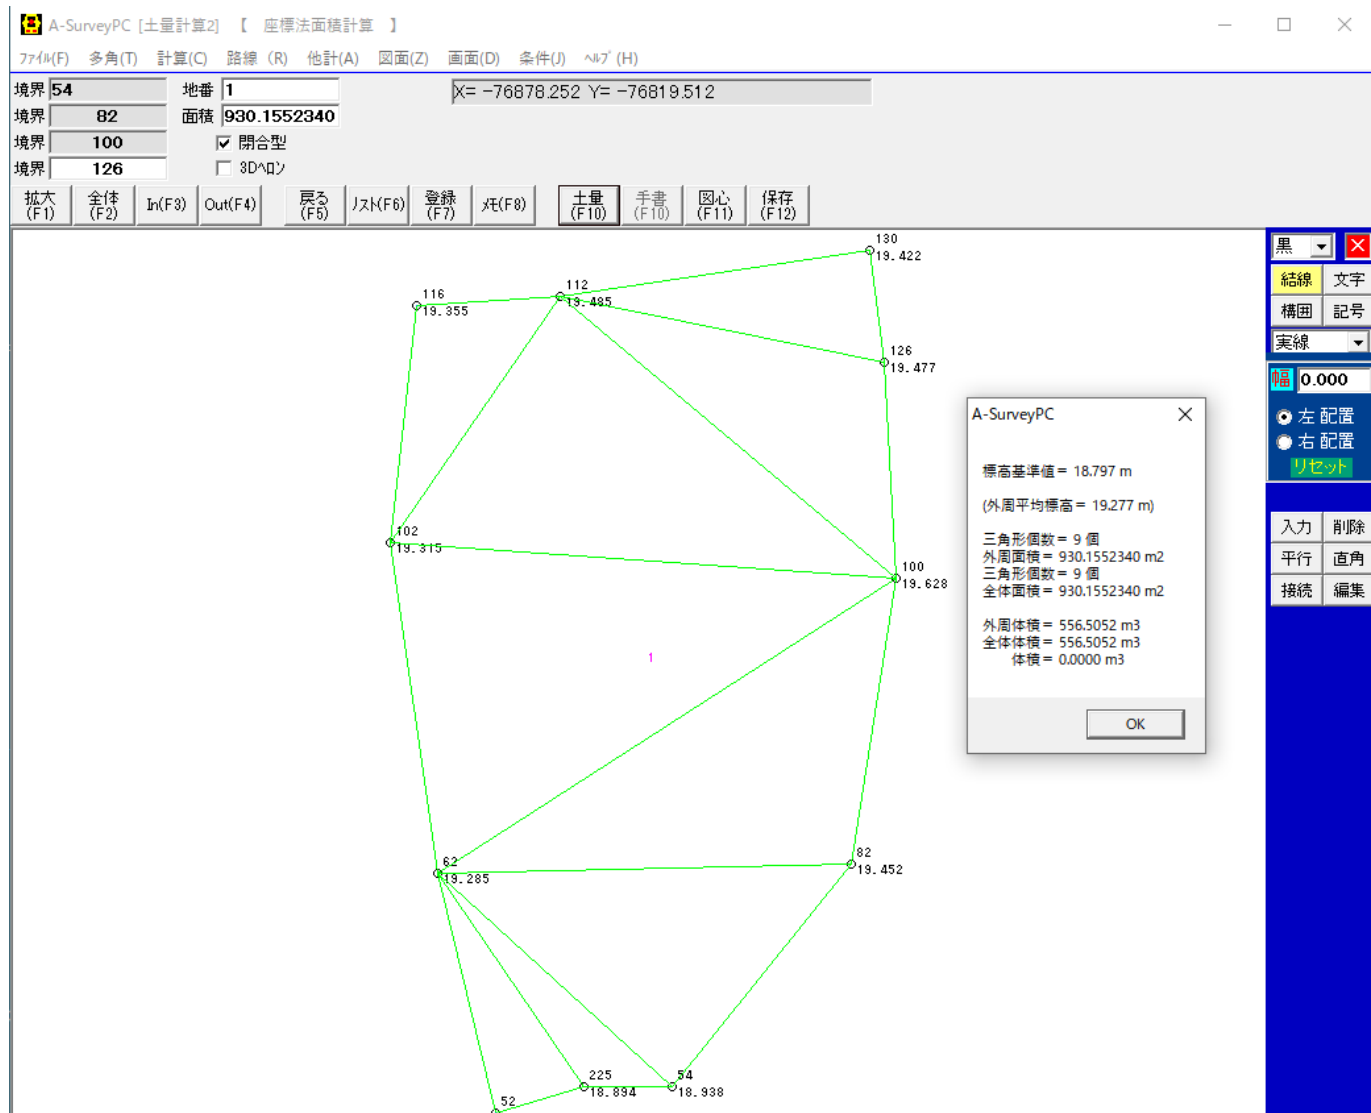 A-SurveyPC [土量計算2] 【 座標法面積計算 】
ﾌｧｲﾙ(F) 多角(T) 計算(C) 路線 (R) 他計(A) 図面(Z) 画面(D) 条件(J) ﾍﾙﾌﾟ(H)
境界 54 地番 1 X= -76878.252 Y= -76819.512
境界 82 面積 930.1552340
境界 100 閉合型
境界 126 3Dﾍﾛﾝ
拡大(F1) 全体(F2) In(F3) Out(F4) 戻る(F5) ﾘｽﾄ(F6) 登録(F7) ﾒﾓ(F8) 土量(F10) 手書(F10) 図心(F11) 保存(F12)
黒
結線 文字
構囲 記号
実線
幅 0.000
左 配置
右 配置
リセット
入力 削除
平行 直角
接続 編集
130
19.422
112
19.485
116
19.355
126
19.477
102
19.315
100
19.628
1
62
19.285
82
19.452
225
18.894
54
18.938
52
A-SurveyPC
標高基準値 = 18.797 m
(外周平均標高 = 19.277 m)
三角形個数 = 9 個
外周面積 = 930.1552340 m2
三角形個数 = 9 個
全体面積 = 930.1552340 m2
外周体積 = 556.5052 m3
全体体積 = 556.5052 m3
体積 = 0.0000 m3
OK